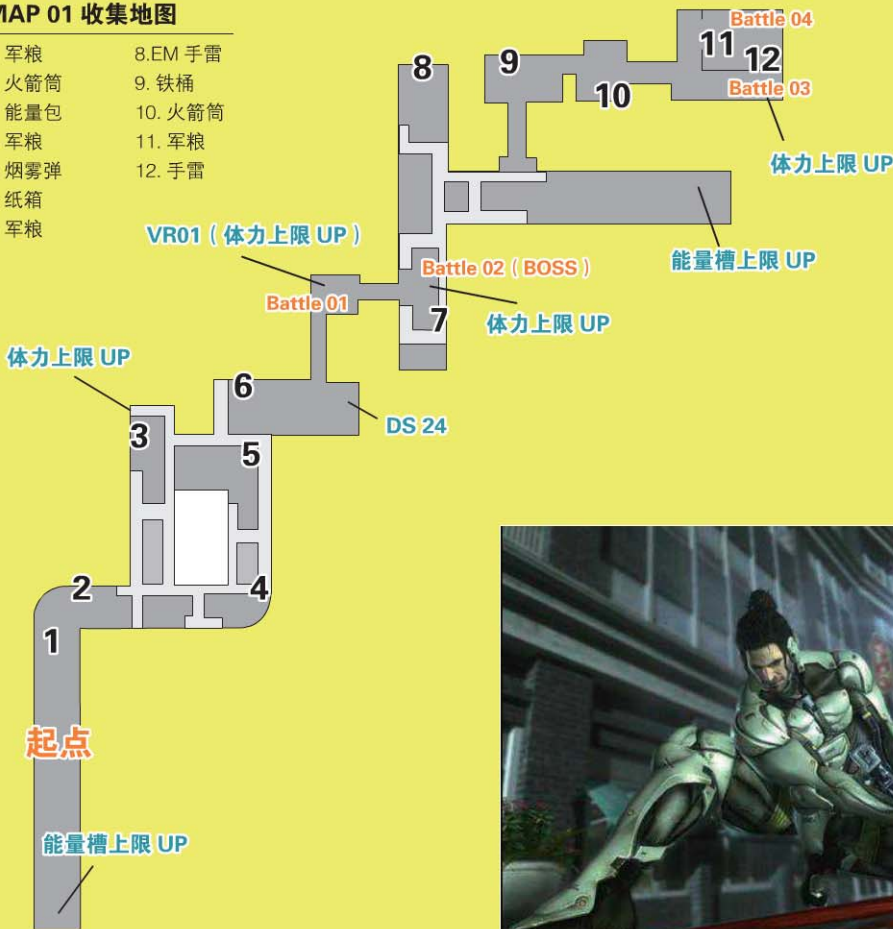 MAP 01 收集地图
军粮
火箭筒
能量包
军粮
烟雾弹
纸箱
军粮
8.EM 手雷
9. 铁桶
10. 火箭筒
11. 军粮
12. 手雷
Battle 04
11
12
9
8
10
Battle 03
体力上限 UP
VR01（体力上限 UP）
能量槽上限 UP
Battle 02（BOSS）
Battle 01
7
体力上限 UP
体力上限 UP
6
DS 24
3
5
2
4
1
起点
能量槽上限 UP